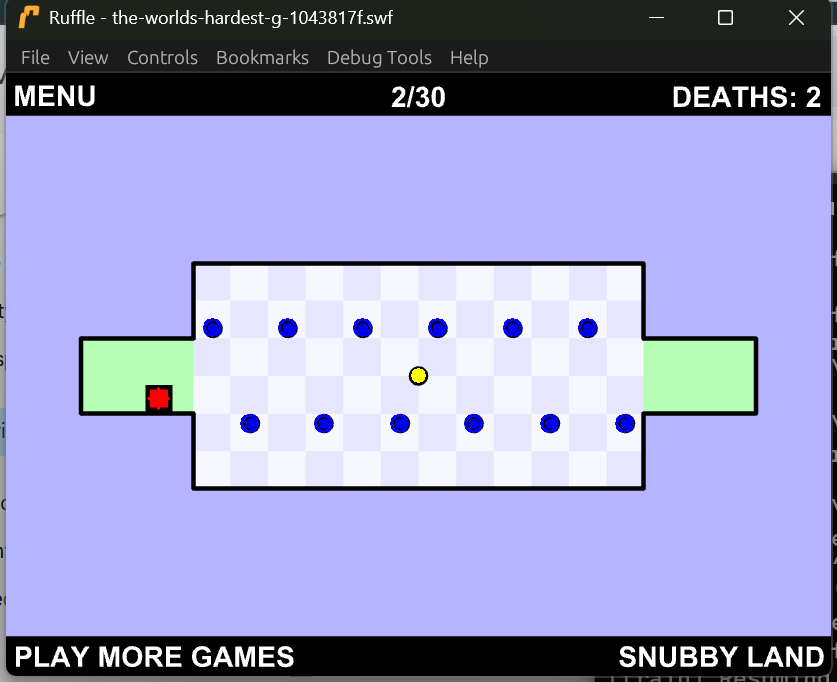 Ruffle - the-worlds-hardest-g-1043817f.swf
File View Controls Bookmarks Debug Tools Help
MENU 2/30 DEATHS: 2
PLAY MORE GAMES SNUBBY LAND